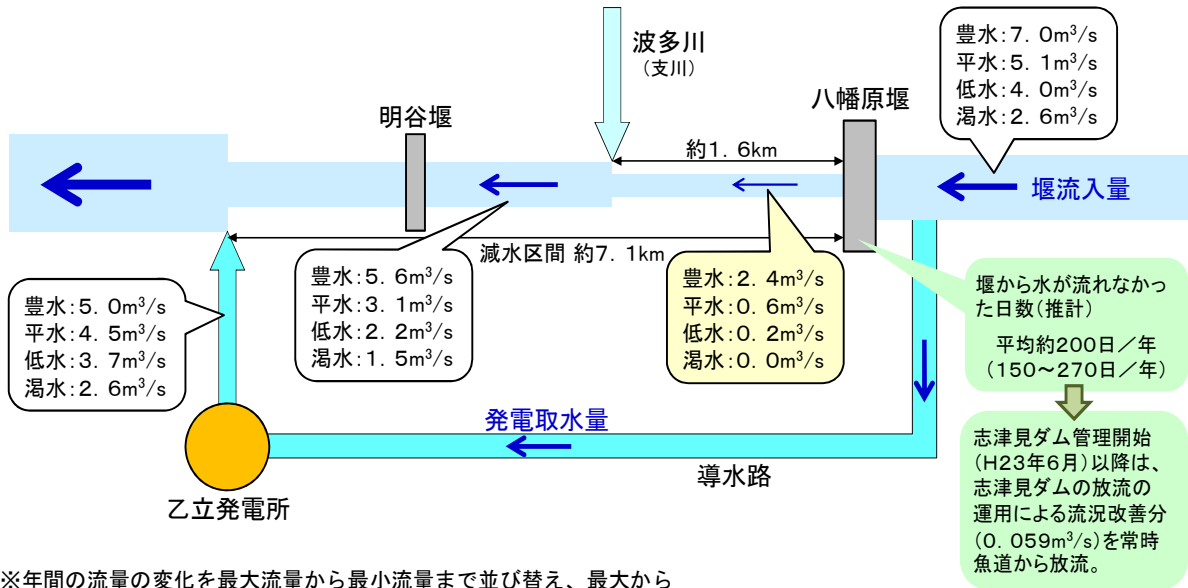 波多川
(支川)
豊水:7. 0m³/s
平水:5. 1m³/s
低水:4. 0m³/s
渇水:2. 6m³/s
八幡原堰
明谷堰
約1. 6km
堰流入量
減水区間 約7. 1km
豊水:5. 0m³/s
平水:4. 5m³/s
低水:3. 7m³/s
渇水:2. 6m³/s
豊水:5. 6m³/s
平水:3. 1m³/s
低水:2. 2m³/s
渇水:1. 5m³/s
豊水:2. 4m³/s
平水:0. 6m³/s
低水:0. 2m³/s
渇水:0. 0m³/s
堰から水が流れなかっ
た日数(推計)
平均約200日/年
(150~270日/年)
発電取水量
導水路
乙立発電所
志津見ダム管理開始
(H23年6月)以降は、
志津見ダムの放流の
運用による流況改善分
(0. 059m³/s)を常時
魚道から放流。
※年間の流量の変化を最大流量から最小流量まで並び替え、最大から